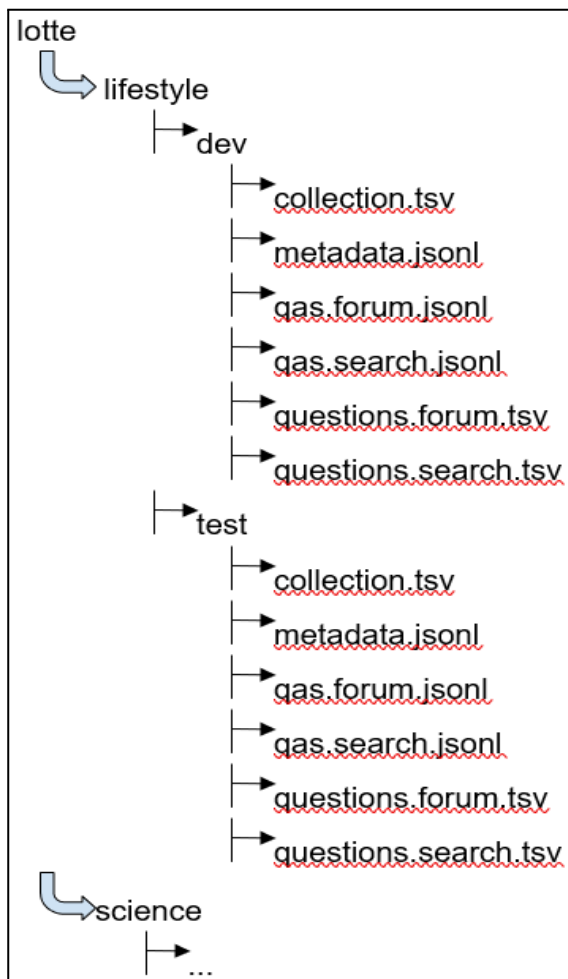 lotte
lifestyle
dev
collection.tsv
metadata.jsonl
qas.forum.jsonl
qas.search.jsonl
questions.forum.tsv
questions.search.tsv
test
collection.tsv
metadata.jsonl
qas.forum.jsonl
qas.search.jsonl
questions.forum.tsv
questions.search.tsv
science
...